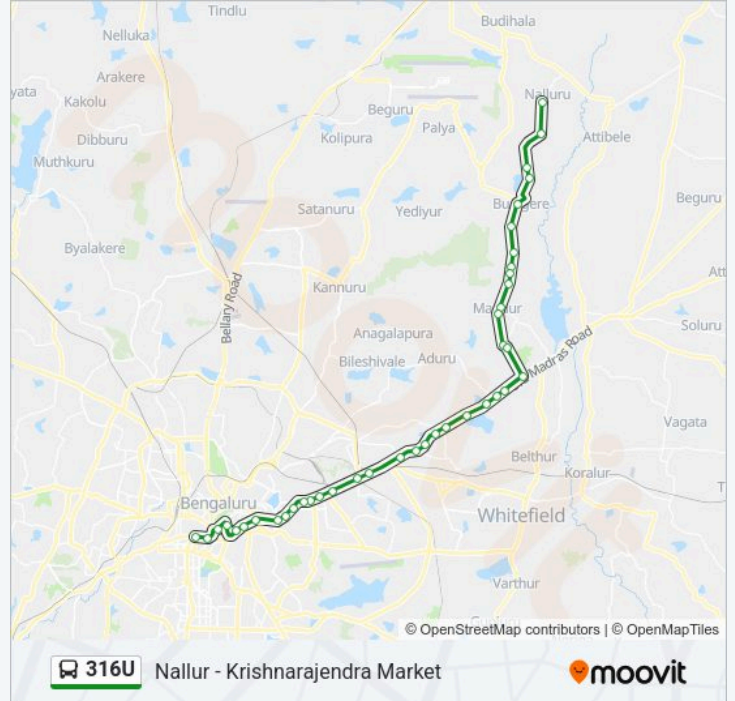 Tindlu
Budihala
Nelluka
Arakere
yata
Kakolu
Nalluru
Beguru
Palya
Attibele
Dibburu
Kolipura
Muthkuru
Beguru
Satanuru
Yediyur
Byalakere
Att
Kannuru
Bellary Road
Soluru
Anagalapura
Bileshivale
Aduru
Madras Road
Vagata
Belthur
Koralur
T
Bengaluru
Whitefield
Varthur
© OpenStreetMap contributors | © OpenMapTiles
316U
Nallur - Krishnarajendra Market
moovit